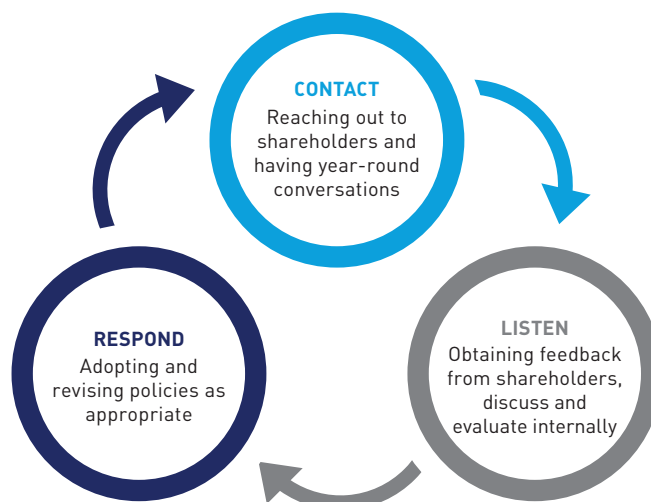 CONTACT
Reaching out to
shareholders and
having year-round
conversations
RESPOND
Adopting and
revising policies as
appropriate
LISTEN
Obtaining feedback
from shareholders,
discuss and
evaluate internally